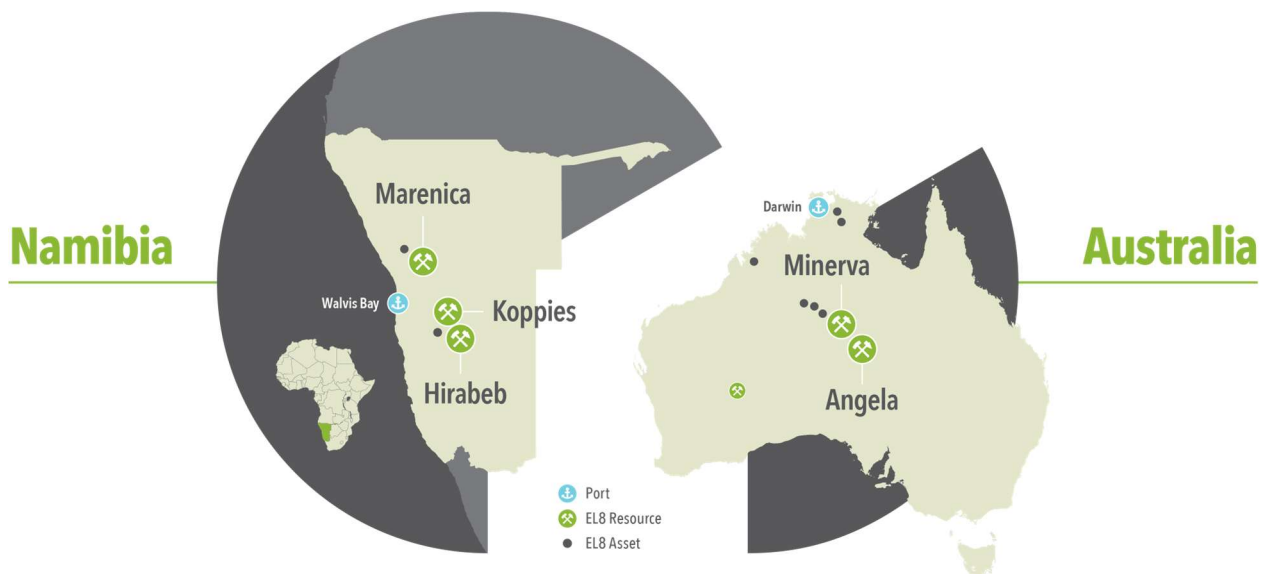 Namibia
Marenica
Walvis Bay
Koppies
Hirabeb
Darwin
Minerva
Angela
Australia
Port
EL8 Resource
EL8 Asset